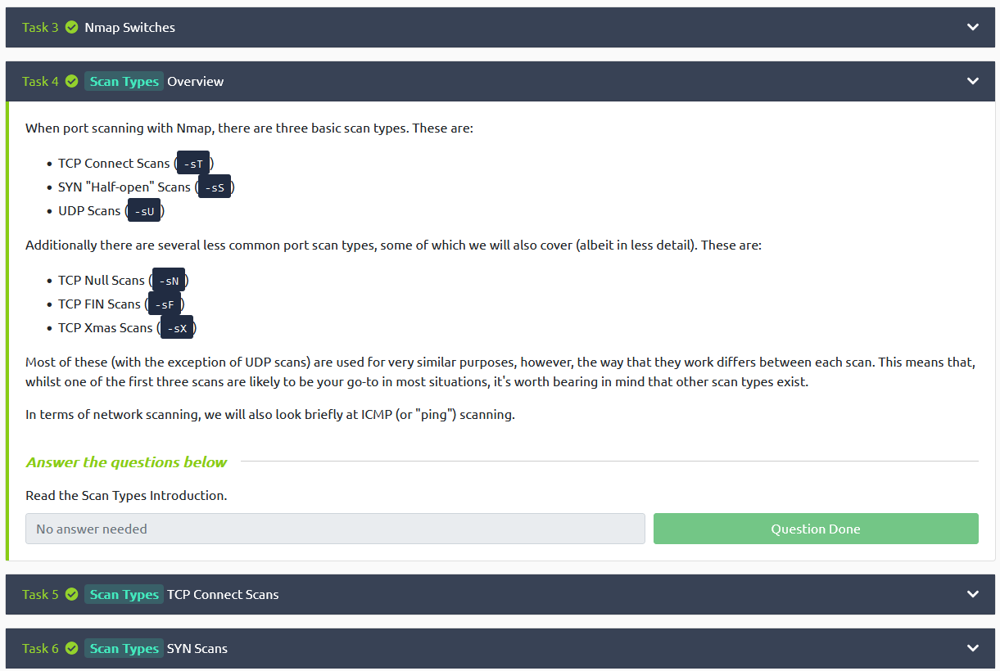 Task 3 Nmap Switches
Task 4 Scan Types Overview
When port scanning with Nmap, there are three basic scan types. These are:
• TCP Connect Scans (-sT)
• SYN "Half-open" Scans (-sS)
• UDP Scans (-sU)
Additionally there are several less common port scan types, some of which we will also cover (albeit in less detail). These are:
• TCP Null Scans (-sN)
• TCP FIN Scans (-sF)
• TCP Xmas Scans (-sX)
Most of these (with the exception of UDP scans) are used for very similar purposes, however, the way that they work differs between each scan. This means that,
whilst one of the first three scans are likely to be your go-to in most situations, it's worth bearing in mind that other scan types exist.
In terms of network scanning, we will also look briefly at ICMP (or "ping") scanning.
Answer the questions below
Read the Scan Types Introduction.
No answer needed
Question Done
Task 5 Scan Types TCP Connect Scans
Task 6 Scan Types SYN Scans